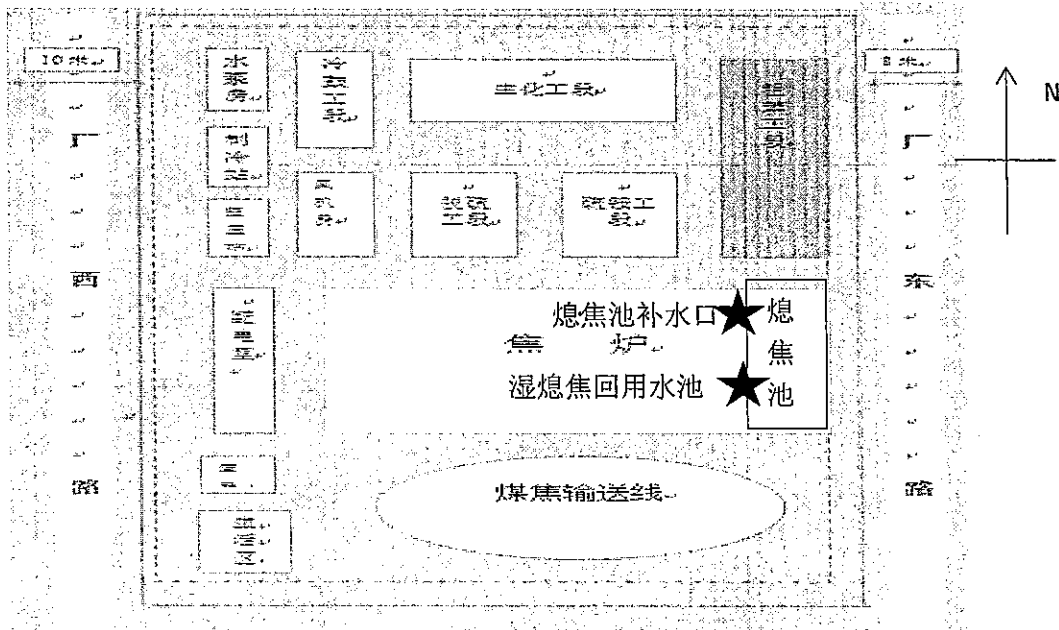 10米
8米
N
水泵房
冷鼓工段
生化工段
制冷站
风机房
脱硫工段
硫铵工段
厂西路
厂东路
熄焦池补水口
焦炉
湿熄焦回用水池
熄焦池
煤焦输送线